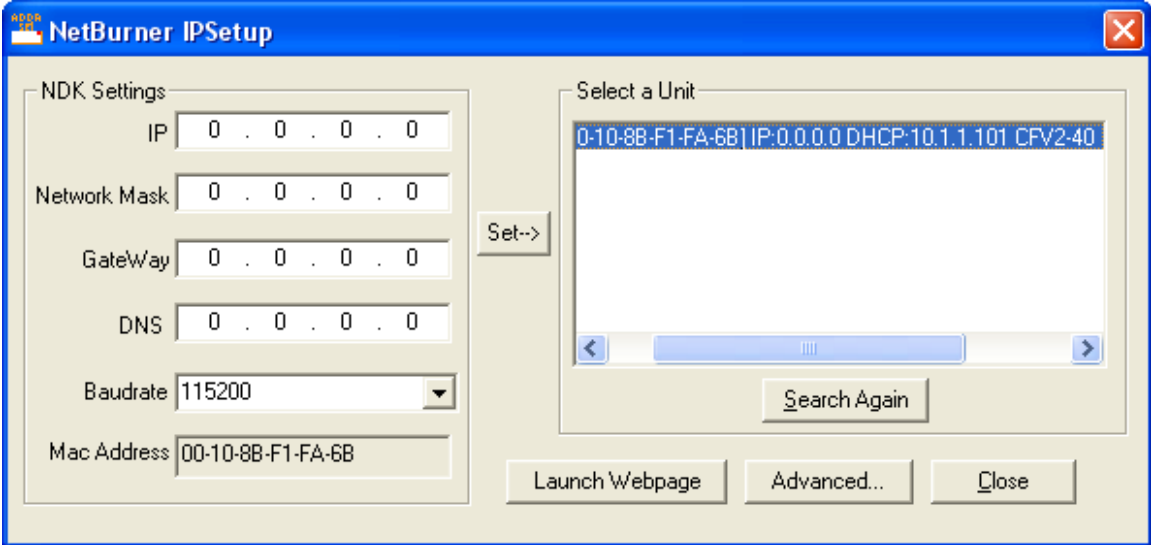 NetBurner IPSetup
NDK Settings
IP 0 . 0 . 0 . 0
Network Mask 0 . 0 . 0 . 0
GateWay 0 . 0 . 0 . 0
DNS 0 . 0 . 0 . 0
Baudrate 115200
Mac Address 00-10-8B-F1-FA-6B
Set-->
Select a Unit
0-10-8B-F1-FA-6B] IP:0.0.0.0 DHCP:10.1.1.101 CFV2-40
Search Again
Launch Webpage
Advanced...
Close